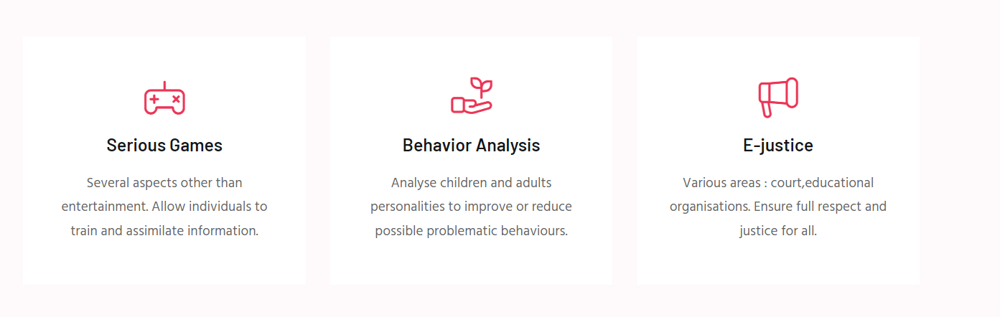 Serious Games
Several aspects other than
entertainment. Allow individuals to
train and assimilate information.
Behavior Analysis
Analyse children and adults
personalities to improve or reduce
possible problematic behaviours.
E-justice
Various areas : court,educational
organisations. Ensure full respect and
justice for all.